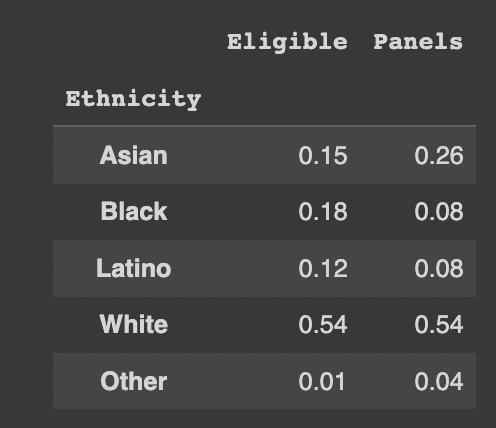 Eligible Panels
Ethnicity
Asian 0.15 0.26
Black 0.18 0.08
Latino 0.12 0.08
White 0.54 0.54
Other 0.01 0.04